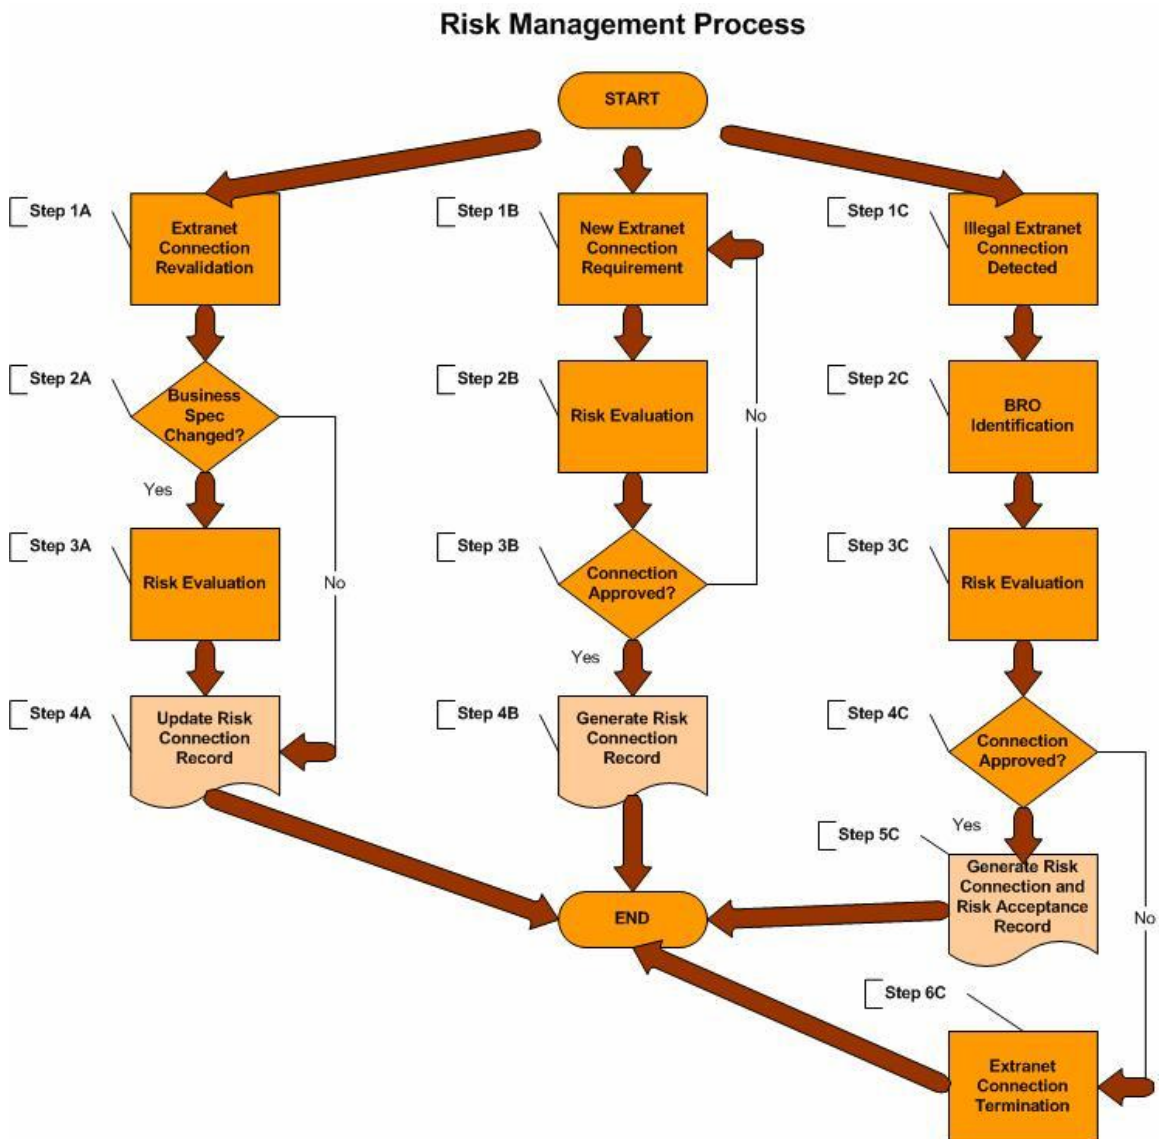 Risk Management Process
START
Step 1A
Extranet
Connection
Revalidation
Step 1B
New Extranet
Connection
Requirement
Step 1C
Illegal Extranet
Connection
Detected
Step 2A
Business
Spec
Changed?
Step 2B
Risk Evaluation
No
Step 2C
BRO
Identification
Yes
Step 3A
Risk Evaluation
No
Step 3B
Connection
Approved?
Step 3C
Risk Evaluation
Yes
Step 4A
Update Risk
Connection
Record
Step 4B
Generate Risk
Connection
Record
Step 4C
Connection
Approved?
Yes
Step 5C
Generate Risk
Connection and
Risk Acceptance
Record
No
END
Step 6C
Extranet
Connection
Termination